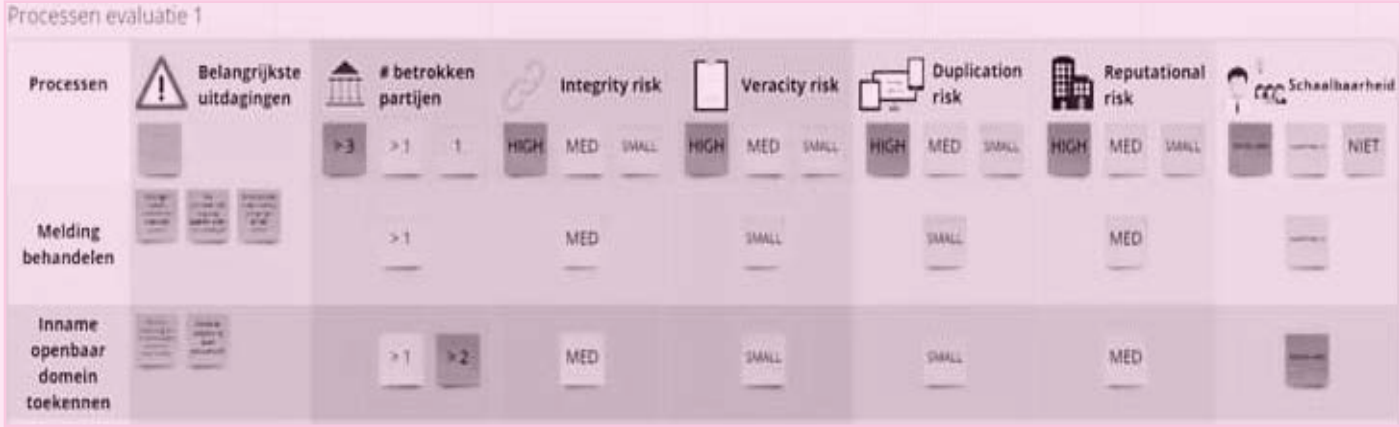 Processen evaluatie 1
Processen
Belangrijkste
uitdagingen
# betrokken
partijen
Integrity risk
Veracity risk
Duplication
risk
Reputational
risk
Schaalbaarheid
>3 >1 1 HIGH MED SMALL HIGH MED SMALL HIGH MED SMALL HIGH MED SMALL NIET
Melding
behandelen
>1 MED SMALL SMALL MED
Inname
openbaar
domein
toekennen
>1 >2 MED SMALL SMALL MED